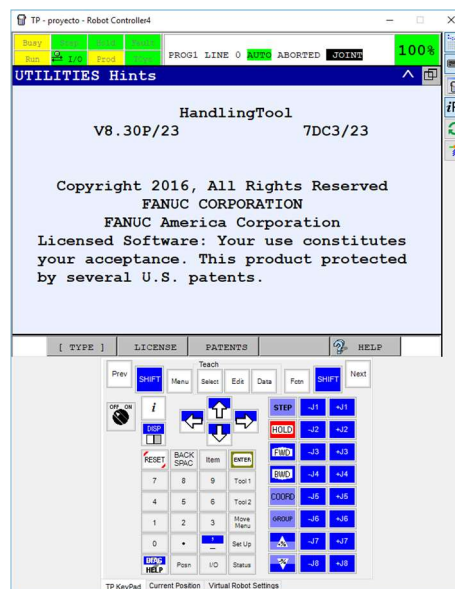 TP - proyecto - Robot Controller4
Busy Step Hold Fault
Run I/O Prod TCyc
PROG1 LINE 0 AUTO ABORTED JOINT
100%
UTILITIES Hints
HandlingTool
V8.30P/23 7DC3/23
Copyright 2016, All Rights Reserved
FANUC CORPORATION
FANUC America Corporation
Licensed Software: Your use constitutes
your acceptance. This product protected
by several U.S. patents.
[ TYPE ] LICENSE PATENTS HELP
Teach
Prev SHIFT Menu Select Edit Data Fctn SHIFT Next
OFF ON i STEP -J1 +J1
DISP HOLD -J2 +J2
RESET BACK SPAC Item ENTER FWD -J3 +J3
7 8 9 Tool 1 BWD -J4 +J4
4 5 6 Tool 2 COORD -J5 +J5
1 2 3 Move Menu GROUP -J6 +J6
0 . , - Set Up -J7 +J7
DIAG HELP Posn I/O Status -J8 +J8
TP KeyPad Current Position Virtual Robot Settings